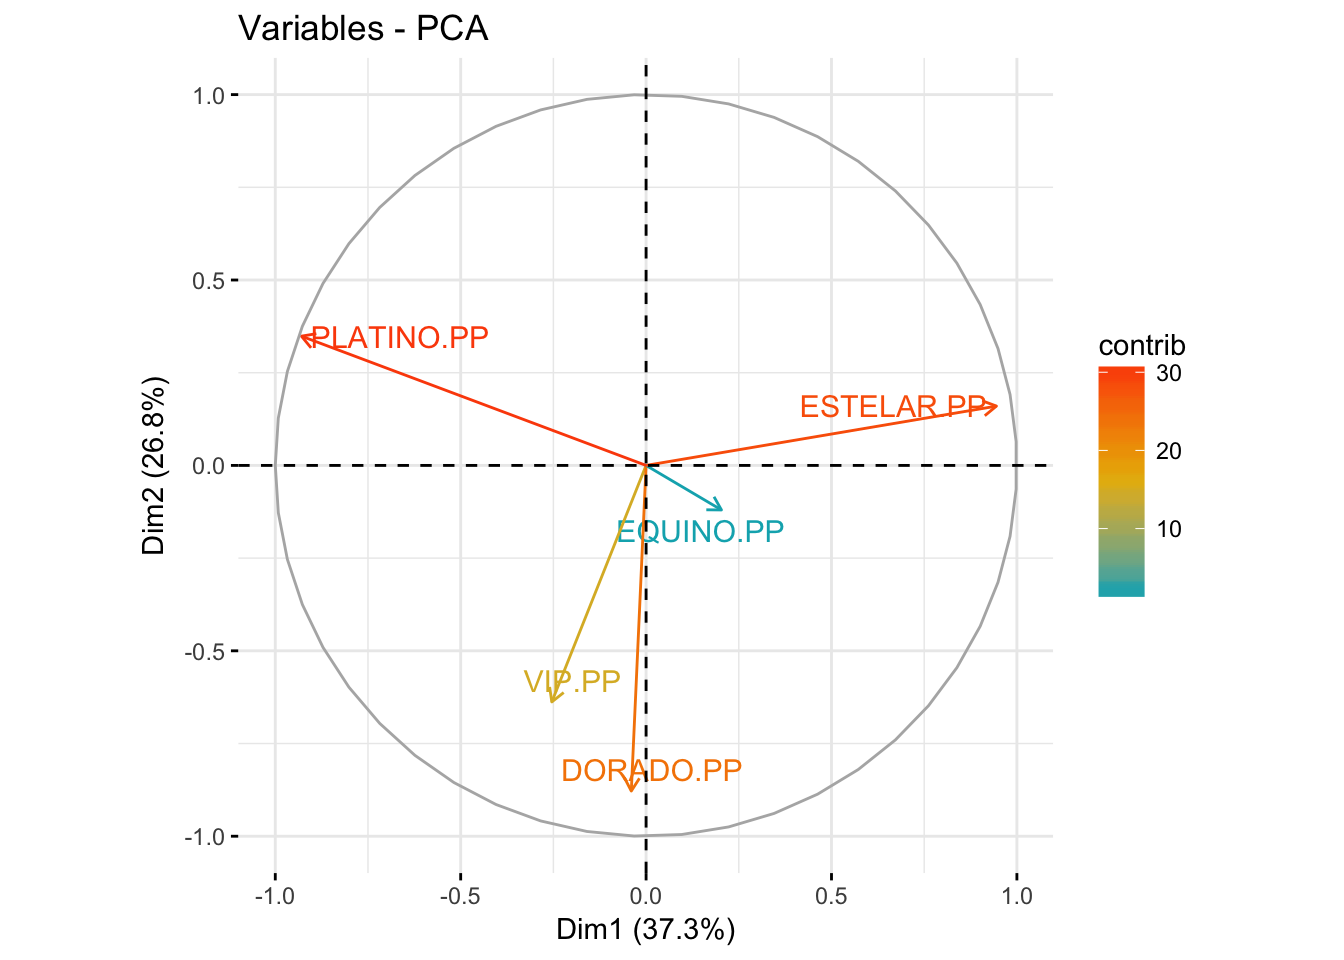 Variables - PCA
1.0
0.5
0.0
-0.5
-1.0
Dim2 (26.8%)
PLATINO.PP
ESTELAR.PP
EQUINO.PP
VIP.PP
DORADO.PP
-1.0
-0.5
0.0
0.5
1.0
Dim1 (37.3%)
contrib
30
20
10